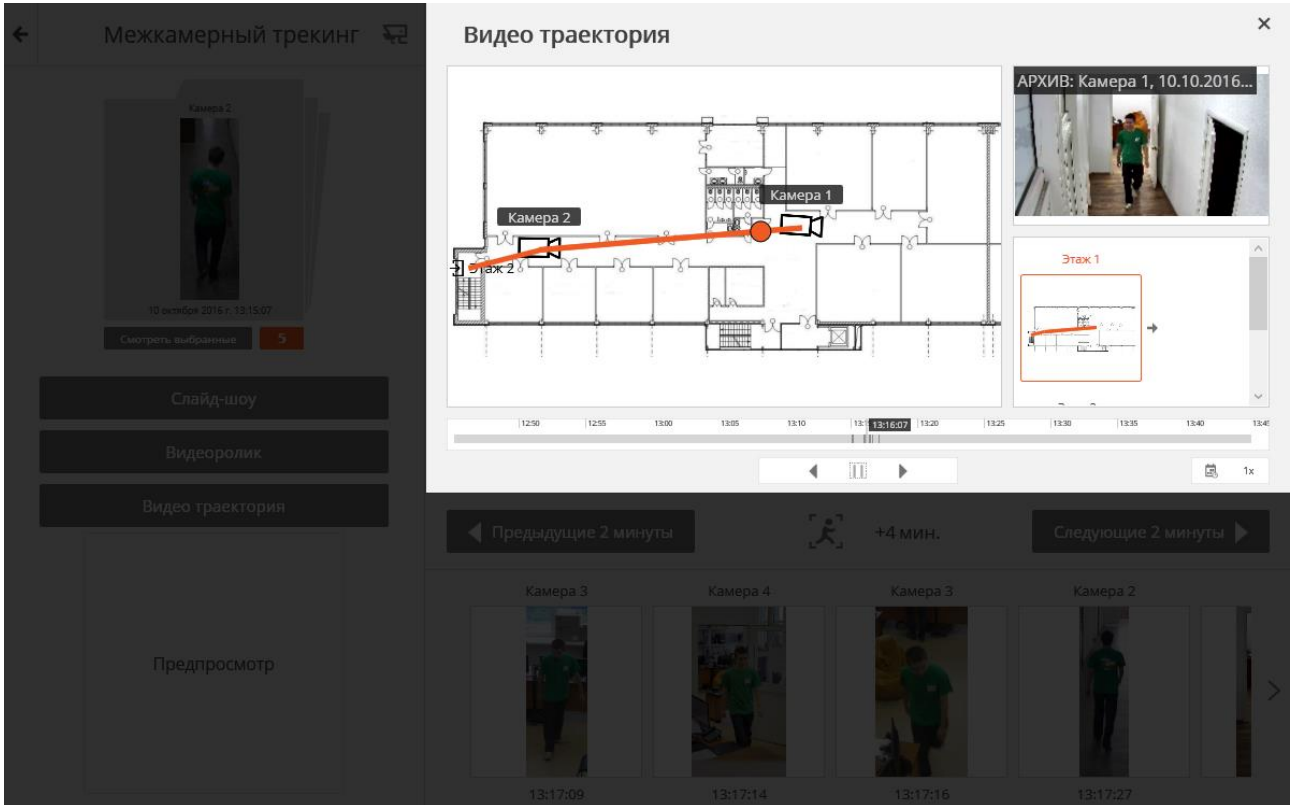 Межкамерный трекинг
Камера 2
10 октября 2016 г. 13:15:07
Смотреть выбранные
5
Слайд-шоу
Видеоролик
Видео траектория
Предпросмотр
Видео траектория
Камера 1
Камера 2
Этаж 2
АРХИВ: Камера 1, 10.10.2016...
Этаж 1
12:50 12:55 13:00 13:05 13:10 13:16:07 13:20 13:25 13:30 13:35 13:40 13:45
1x
Предыдущие 2 минуты
+4 мин.
Следующие 2 минуты
Камера 3 Камера 4 Камера 3 Камера 2
13:17:09 13:17:14 13:17:16 13:17:27